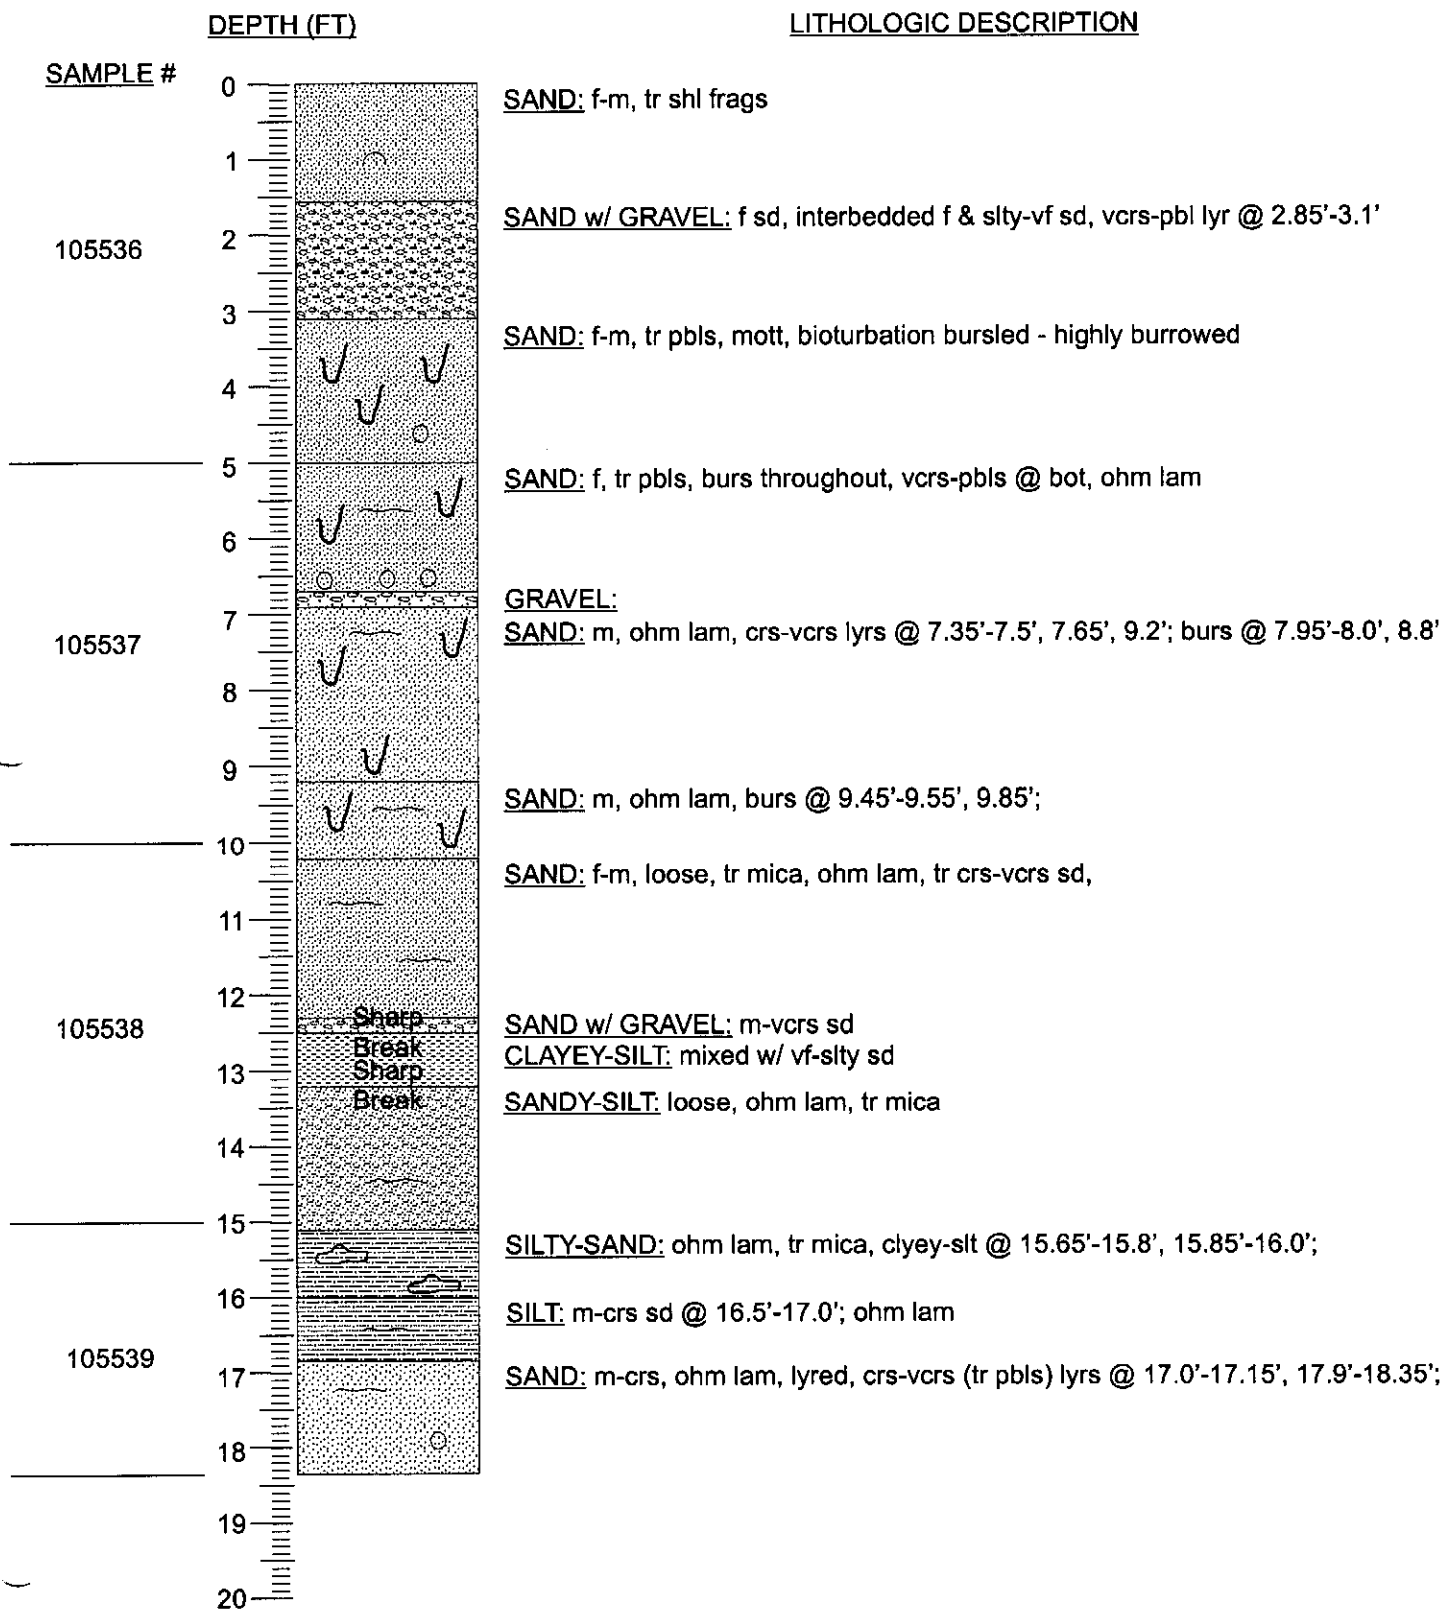 DEPTH (FT)
LITHOLOGIC DESCRIPTION
SAMPLE #
0
SAND: f-m, tr shl frags
1
SAND w/ GRAVEL: f sd, interbedded f & slty-vf sd, vcrs-pbl lyr @ 2.85'-3.1'
2
105536
3
SAND: f-m, tr pbls, mott, bioturbation bursled - highly burrowed
4
5
SAND: f, tr pbls, burs throughout, vcrs-pbls @ bot, ohm lam
6
GRAVEL:
7
SAND: m, ohm lam, crs-vcrs lyrs @ 7.35'-7.5', 7.65', 9.2'; burs @ 7.95'-8.0', 8.8'
105537
8
9
SAND: m, ohm lam, burs @ 9.45'-9.55', 9.85';
10
SAND: f-m, loose, tr mica, ohm lam, tr crs-vcrs sd,
11
12
Sharp
SAND w/ GRAVEL: m-vcrs sd
105538
Break
CLAYEY-SILT: mixed w/ vf-slty sd
13
Sharp
Break
SANDY-SILT: loose, ohm lam, tr mica
14
15
SILTY-SAND: ohm lam, tr mica, clyey-slt @ 15.65'-15.8', 15.85'-16.0';
16
SILT: m-crs sd @ 16.5'-17.0'; ohm lam
105539
17
SAND: m-crs, ohm lam, lyred, crs-vcrs (tr pbls) lyrs @ 17.0'-17.15', 17.9'-18.35';
18
19
20